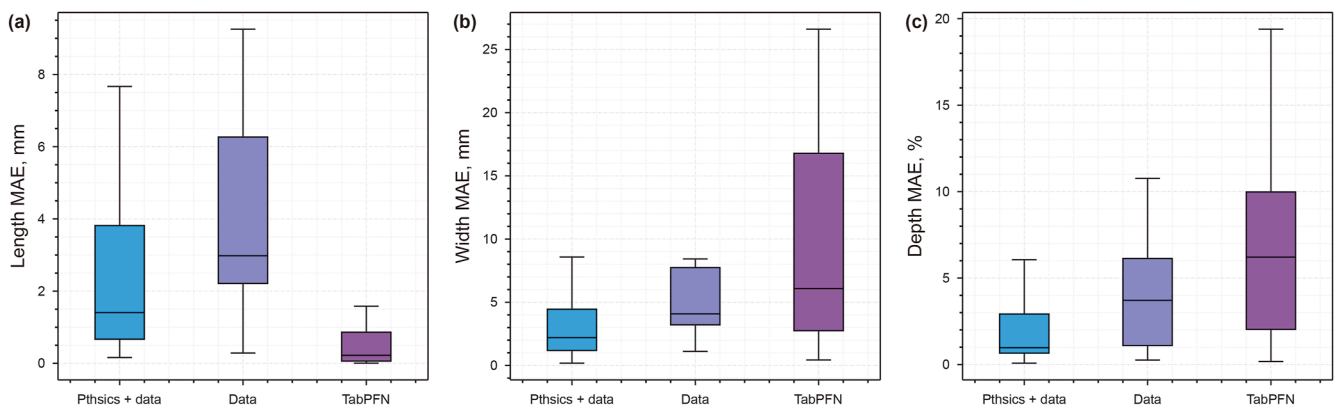 (a)
Length MAE, mm
8
6
4
2
0
Pthsics + data
Data
TabPFN
(b)
Width MAE, mm
25
20
15
10
5
0
Pthsics + data
Data
TabPFN
(c)
Depth MAE, %
20
15
10
5
0
Pthsics + data
Data
TabPFN